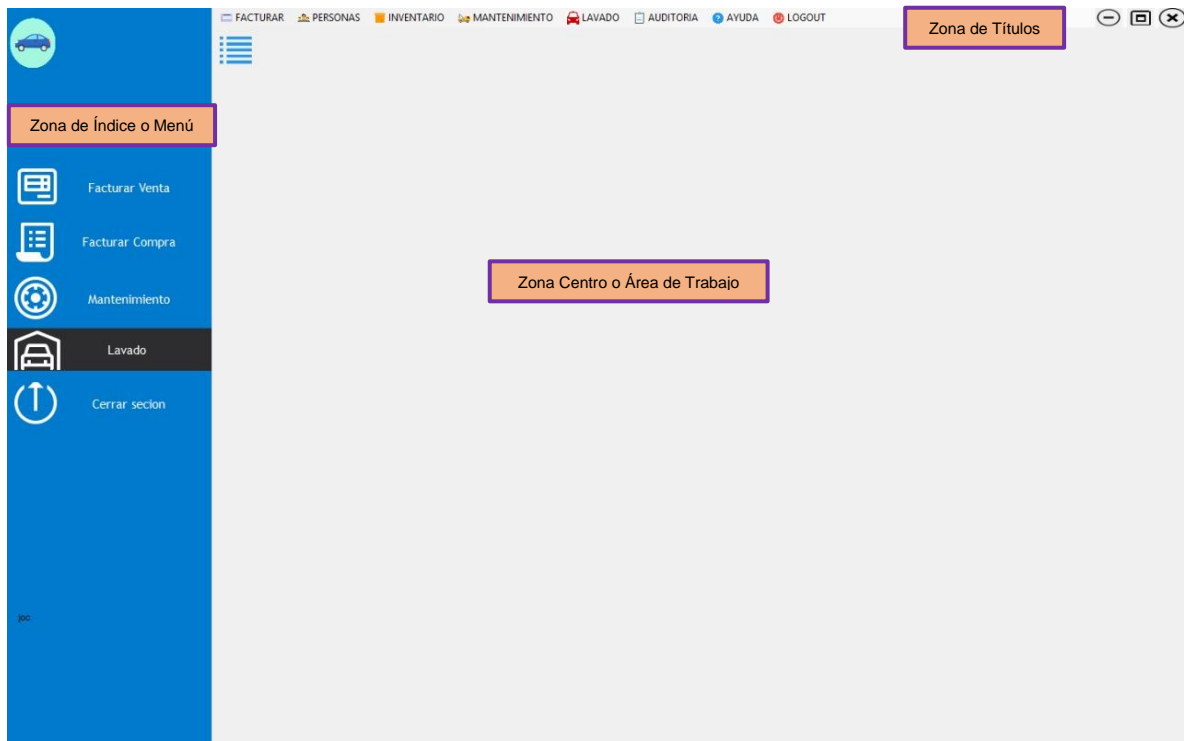 FACTURAR PERSONAS INVENTARIO MANTENIMIENTO LAVADO AUDITORIA AYUDA LOGOUT
Zona de Títulos
Zona de Índice o Menú
Facturar Venta
Facturar Compra
Zona Centro o Área de Trabajo
Mantenimiento
Lavado
Cerrar secion